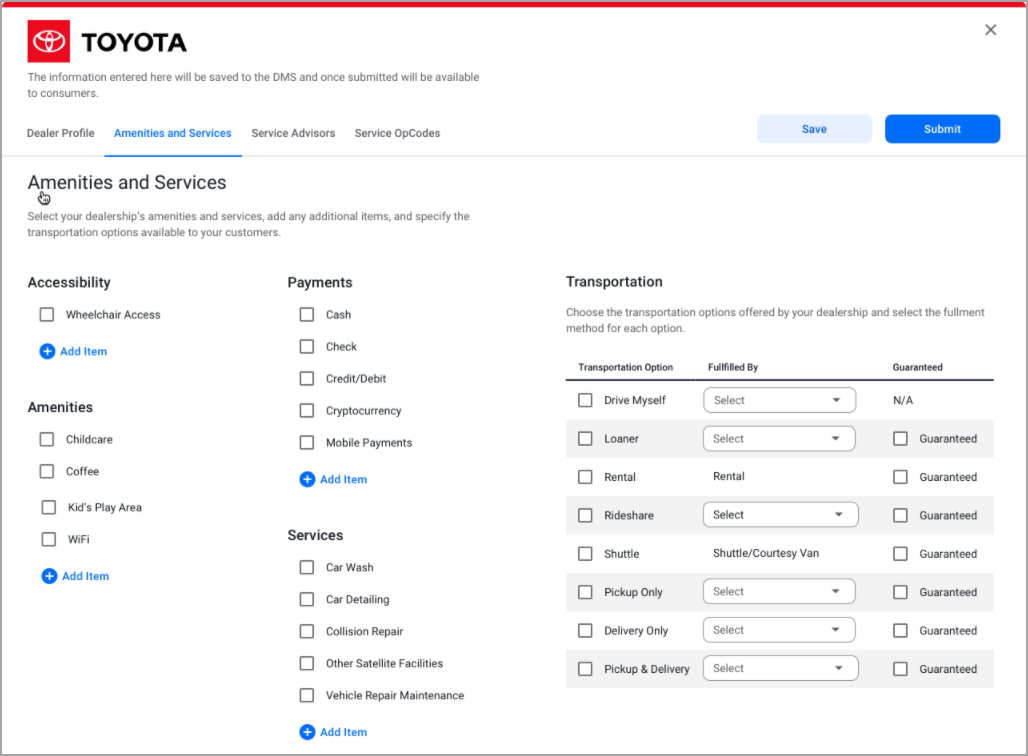 TOYOTA
The information entered here will be saved to the DMS and once submitted will be available
to consumers.
Dealer Profile Amenities and Services Service Advisors Service OpCodes Save Submit
Amenities and Services
Select your dealership's amenities and services, add any additional items, and specify the
transportation options available to your customers.
Accessibility
Wheelchair Access
Add Item
Amenities
Childcare
Coffee
Kid's Play Area
WiFi
Add Item
Payments
Cash
Check
Credit/Debit
Cryptocurrency
Mobile Payments
Add Item
Services
Car Wash
Car Detailing
Collision Repair
Other Satellite Facilities
Vehicle Repair Maintenance
Add Item
Transportation
Choose the transportation options offered by your dealership and select the fullment
method for each option.
Transportation Option Fullfilled By Guaranteed
Drive Myself Select N/A
Loaner Select Guaranteed
Rental Rental Guaranteed
Rideshare Select Guaranteed
Shuttle Shuttle/Courtesy Van Guaranteed
Pickup Only Select Guaranteed
Delivery Only Select Guaranteed
Pickup & Delivery Select Guaranteed